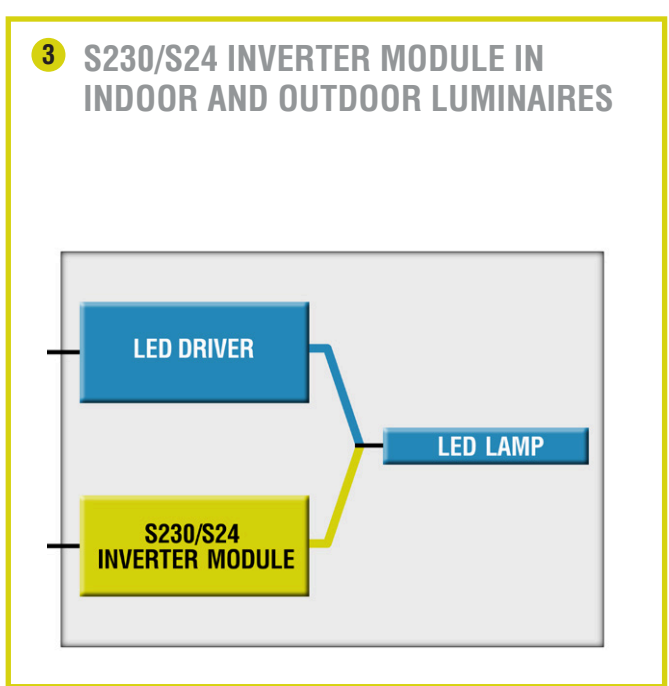 3 S230/S24 INVERTER MODULE IN
INDOOR AND OUTDOOR LUMINAIRES
LED DRIVER
LED LAMP
S230/S24
INVERTER MODULE